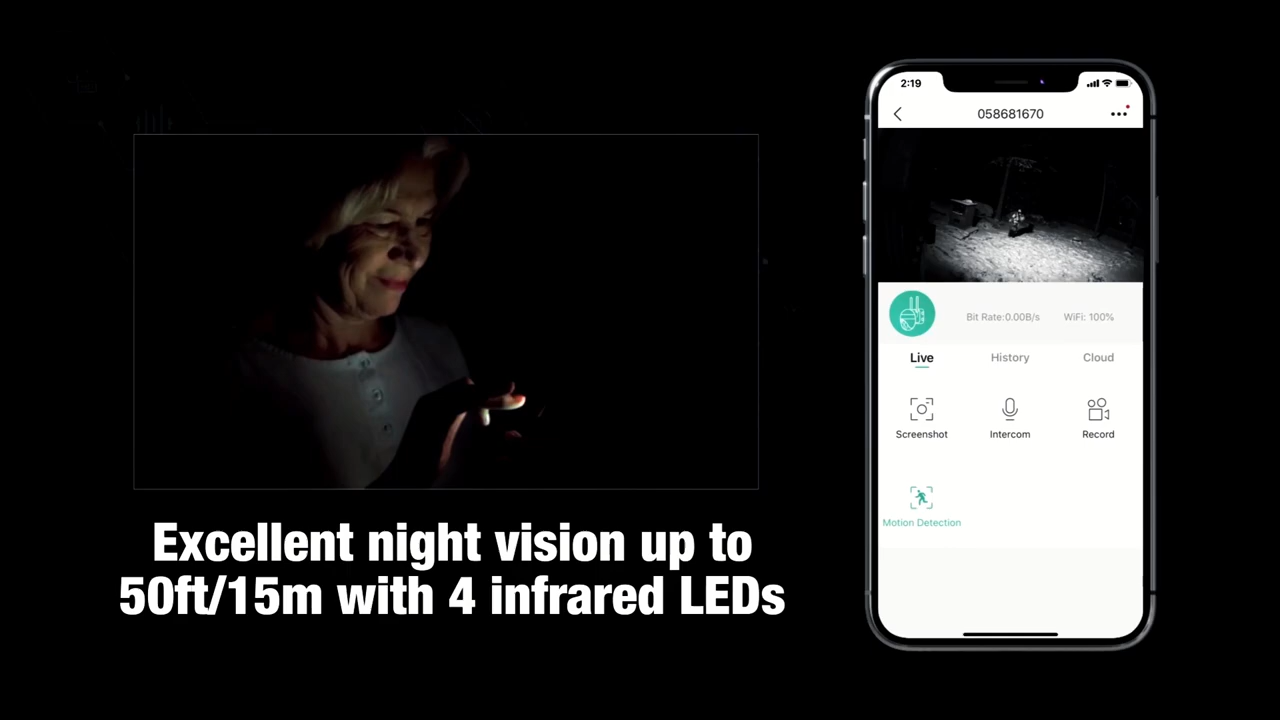 Excellent night vision up to
50ft/15m with 4 infrared LEDs
2:19
058681670
Bit Rate:0.00B/s WiFi: 100%
Live History Cloud
Screenshot Intercom Record
Motion Detection